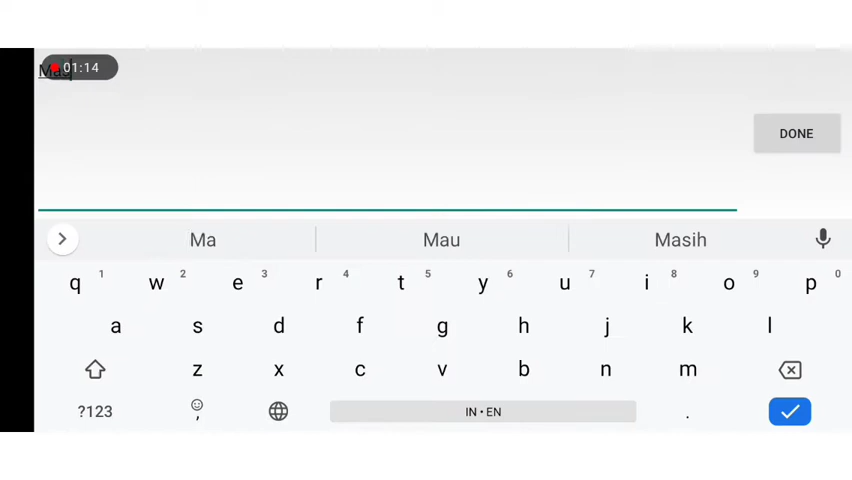 01:14
DONE
Ma Mau Masih
q 1 w 2 e 3 r 4 t 5 y 6 u 7 i 8 o 9 p 0
a s d f g h j k l
z x c v b n m
?123 , IN • EN .